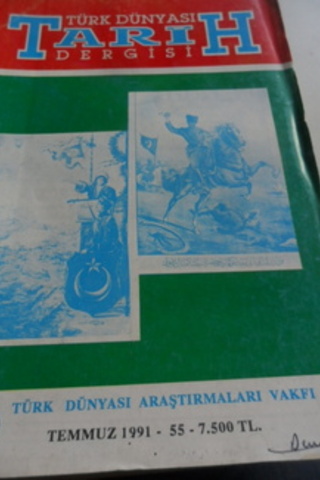 TÜRK DÜNYASI
TARİH
DERGİSİ
TÜRK DÜNYASI ARAŞTIRMALARI VAKFI
TEMMUZ 1991 - 55 - 7.500 TL.